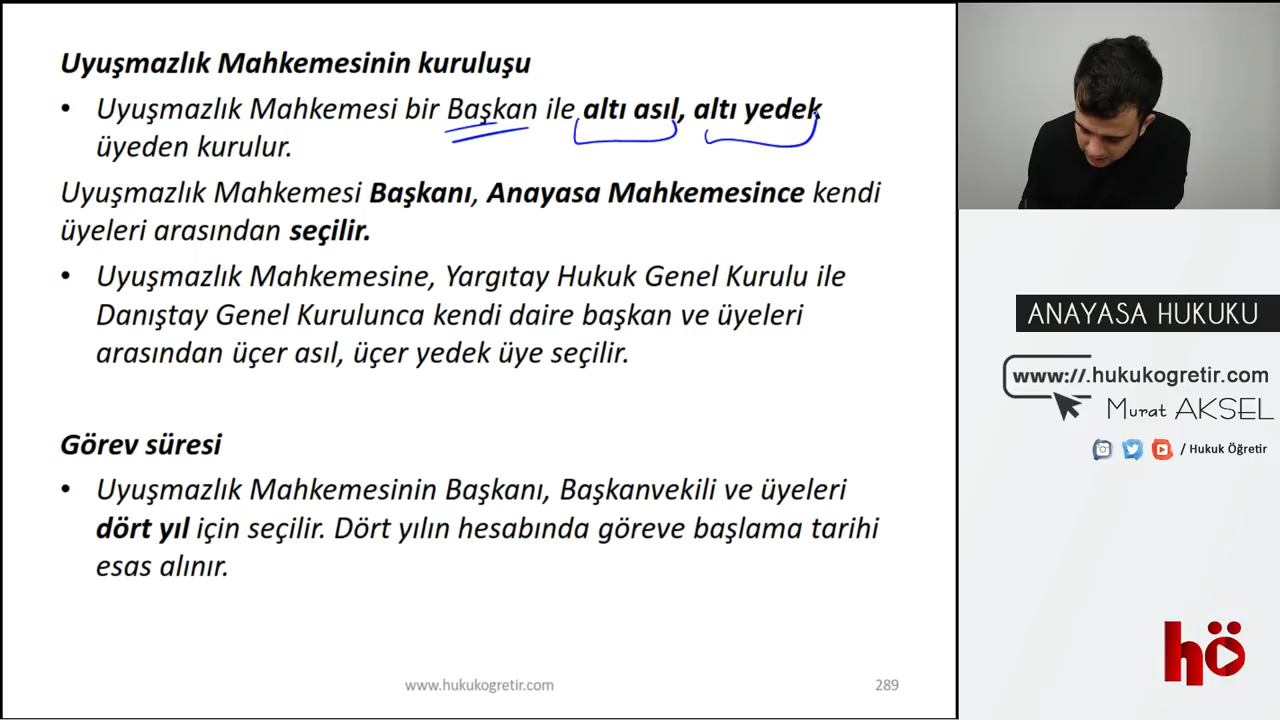 Uyuşmazlık Mahkemesinin kuruluşu
• Uyuşmazlık Mahkemesi bir Başkan ile altı asıl, altı yedek
üyeden kurulur.
Uyuşmazlık Mahkemesi Başkanı, Anayasa Mahkemesince kendi
üyeleri arasından seçilir.
• Uyuşmazlık Mahkemesine, Yargıtay Hukuk Genel Kurulu ile
Danıştay Genel Kurulunca kendi daire başkan ve üyeleri
arasından üçer asıl, üçer yedek üye seçilir.
Görev süresi
• Uyuşmazlık Mahkemesinin Başkanı, Başkanvekili ve üyeleri
dört yıl için seçilir. Dört yılın hesabında göreve başlama tarihi
esas alınır.
www.hukukogretir.com
289
ANAYASA HUKUKU
www://.hukukogretir.com
Murat AKSEL
/ Hukuk Öğretir
hö